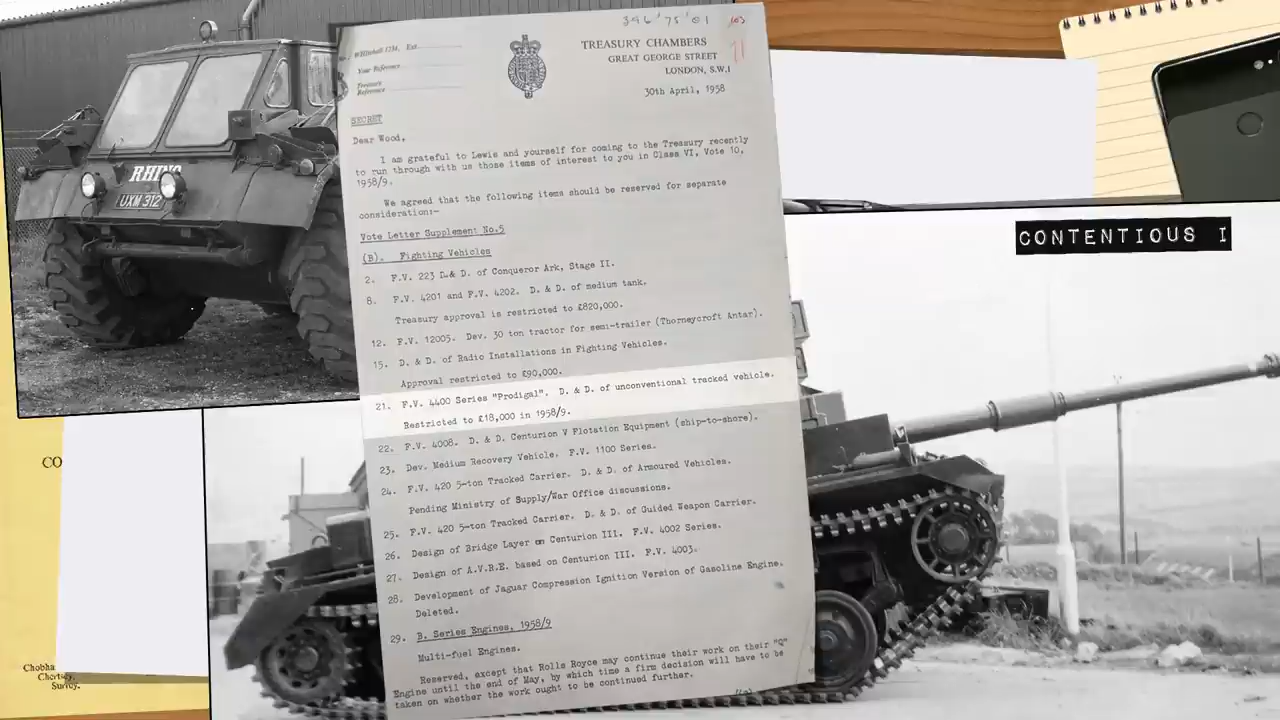 RHINO
UXM 312
396'75'01 103
71
Whitehall 1234, Ext.
Your Reference
Treasury
Reference
TREASURY CHAMBERS
GREAT GEORGE STREET
LONDON, S.W.1
30th April, 1958
SECRET
Dear Wood,
I am grateful to Lewis and yourself for coming to the Treasury recently
to run through with us those items of interest to you in Class VI, Vote 10,
1958/9.
We agreed that the following items should be reserved for separate
consideration:-
Vote Letter Supplement No.5
(B). Fighting Vehicles
2. F.V. 223 D.& D. of Conqueror Ark, Stage II.
8. F.V. 4201 and F.V. 4202. D. & D. of medium tank.
Treasury approval is restricted to £820,000.
12. F.V. 12005. Dev. 30 ton tractor for semi-trailer (Thorneycroft Antar).
15. D. & D. of Radio Installations in Fighting Vehicles.
Approval restricted to £90,000.
21. F.V. 4400 Series "Prodigal". D. & D. of unconventional tracked vehicle.
Restricted to £18,000 in 1958/9.
22. F.V. 4008. D. & D. Centurion V Flotation Equipment (ship-to-shore).
23. Dev. Medium Recovery Vehicle. F.V. 1100 Series.
24. F.V. 420 5-ton Tracked Carrier. D. & D. of Armoured Vehicles.
Pending Ministry of Supply/War Office discussions.
25. F.V. 420 5-ton Tracked Carrier. D. & D. of Guided Weapon Carrier.
26. Design of Bridge Layer on Centurion III. F.V. 4002 Series.
27. Design of A.V.R.E. based on Centurion III. F.V. 4003.
28. Development of Jaguar Compression Ignition Version of Gasoline Engine.
Deleted.
29. B. Series Engines, 1958/9
Multi-fuel Engines.
Reserved, except that Rolls Royce may continue their work on their "Q"
Engine until the end of May, by which time a firm decision will have to be
taken on whether the work ought to be continued further.
CONTENTIOUS I
CO
Chobha
Chertsey,
Surrey.